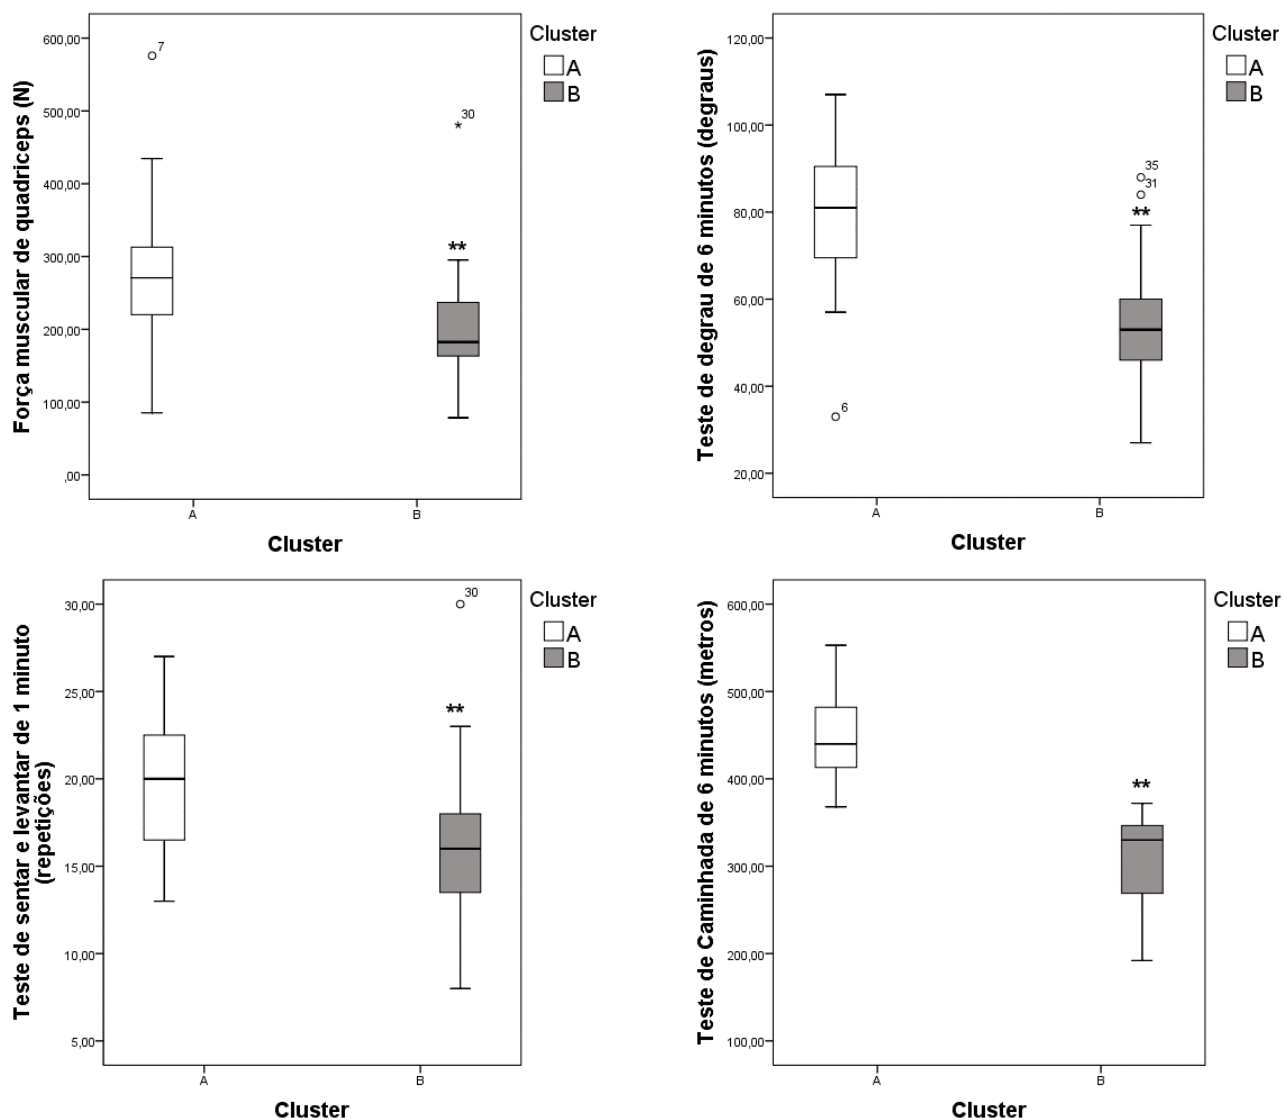 Força muscular de quadriceps (N)
600,00
500,00
400,00
300,00
200,00
100,00
,00
7
*30
**
A
B
Cluster
Cluster
A
B
Teste de degrau de 6 minutos (degraus)
120,00
100,00
80,00
60,00
40,00
20,00
6
35
31
**
A
B
Cluster
Cluster
A
B
Teste de sentar e levantar de 1 minuto
(repetições)
30,00
25,00
20,00
15,00
10,00
5,00
30
**
A
B
Cluster
Cluster
A
B
Teste de Caminhada de 6 minutos (metros)
600,00
500,00
400,00
300,00
200,00
100,00
**
A
B
Cluster
Cluster
A
B